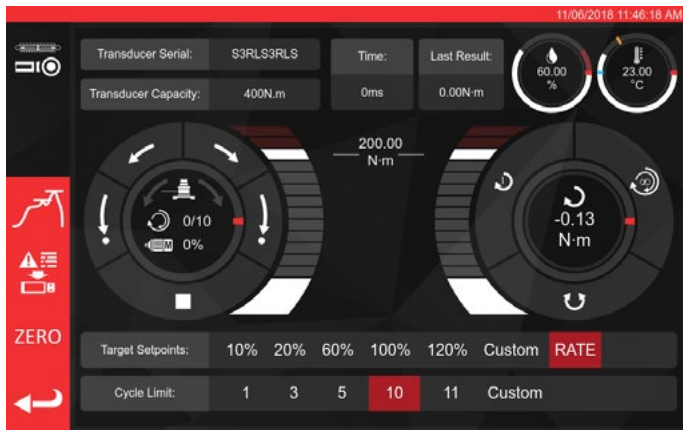 11/06/2018 11:46:18 AM
Transducer Serial: S3RLS3RLS
Time: Last Result:
Transducer Capacity: 400N.m
0ms 0.00N·m
60.00
%
23.00
°C
200.00
N·m
0/10
M 0%
-0.13
N·m
ZERO
Target Setpoints: 10% 20% 60% 100% 120% Custom RATE
Cycle Limit: 1 3 5 10 11 Custom